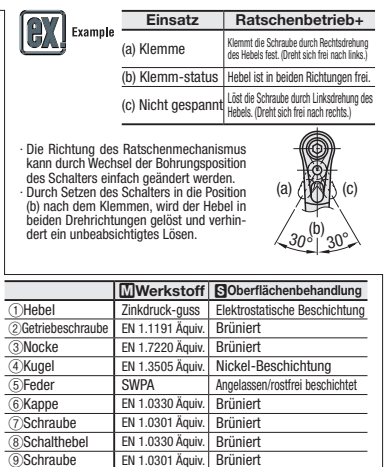 EX. Example
Einsatz Ratschenbetrieb+
(a) Klemme Klemmt die Schraube durch Rechtsdrehung
des Hebels fest. (Dreht sich frei nach links.)
(b) Klemm-status Hebel ist in beiden Richtungen frei.
(c) Nicht gespannt Löst die Schraube durch Linksdrehung des
Hebels. (Dreht sich frei nach rechts.)
· Die Richtung des Ratschenmechanismus
kann durch Wechsel der Bohrungsposition
des Schalters einfach geändert werden.
· Durch Setzen des Schalters in die Position
(b) nach dem Klemmen, wird der Hebel in
beiden Drehrichtungen gelöst und verhin-
dert ein unbeabsichtigtes Lösen.
(a) (c)
(b)
30° 30°
MWerkstoff SOberflächenbehandlung
①Hebel Zinkdruck-guss Elektrostatische Beschichtung
②Getriebeschraube EN 1.1191 Äquiv. Brüniert
③Nocke EN 1.7220 Äquiv. Brüniert
④Kugel EN 1.3505 Äquiv. Nickel-Beschichtung
⑤Feder SWPA Angelassen/rostfrei beschichtet
⑥Kappe EN 1.0330 Äquiv. Brüniert
⑦Schraube EN 1.0301 Äquiv. Brüniert
⑧Schalthebel EN 1.0330 Äquiv. Brüniert
⑨Schraube EN 1.0301 Äquiv. Brüniert